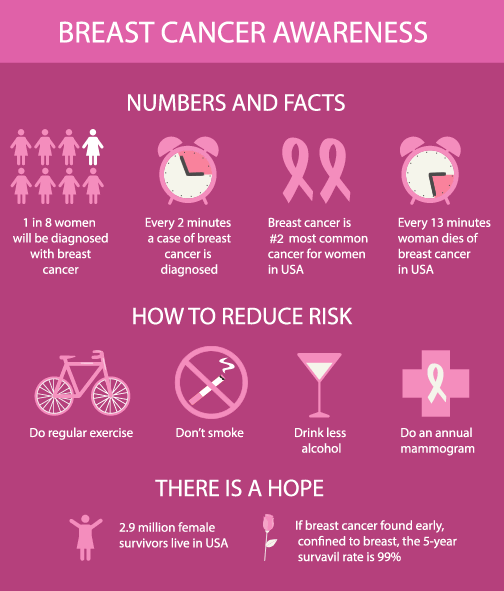 BREAST CANCER AWARENESS
NUMBERS AND FACTS
1 in 8 women
will be diagnosed
with breast
cancer
Every 2 minutes
a case of breast
cancer is
diagnosed
Breast cancer is
#2 most common
cancer for women
in USA
Every 13 minutes
woman dies of
breast cancer
in USA
HOW TO REDUCE RISK
Do regular exercise
Don't smoke
Drink less
alcohol
Do an annual
mammogram
THERE IS A HOPE
2.9 million female
survivors live in USA
If breast cancer found early,
confined to breast, the 5-year
survavil rate is 99%